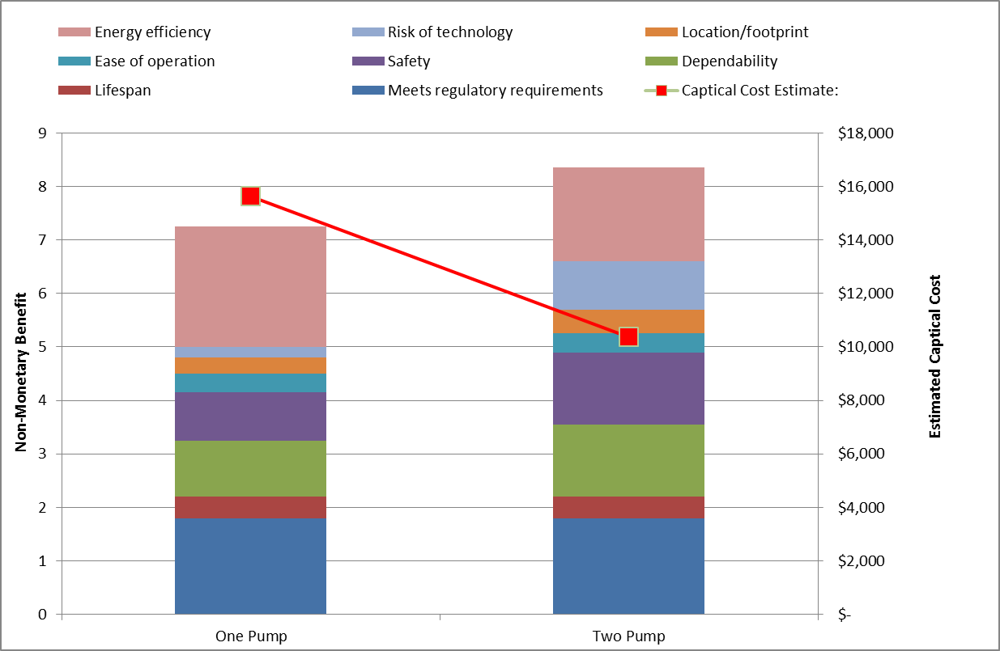 Energy efficiency
Risk of technology
Location/footprint
Ease of operation
Safety
Dependability
Lifespan
Meets regulatory requirements
Captical Cost Estimate:
9
8
7
6
5
4
3
2
1
0
Non-Monetary Benefit
$18,000
$16,000
$14,000
$12,000
$10,000
$8,000
$6,000
$4,000
$2,000
$-
Estimated Captical Cost
One Pump
Two Pump